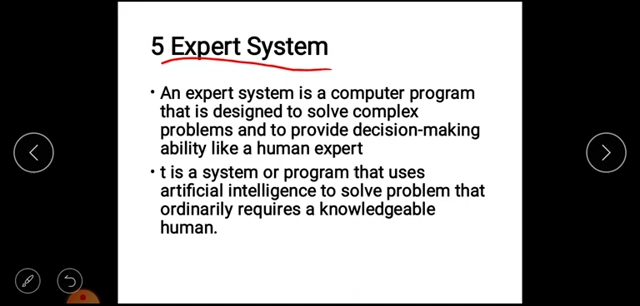 5 Expert System
• An expert system is a computer program
that is designed to solve complex
problems and to provide decision-making
ability like a human expert
• t is a system or program that uses
artificial intelligence to solve problem that
ordinarily requires a knowledgeable
human.